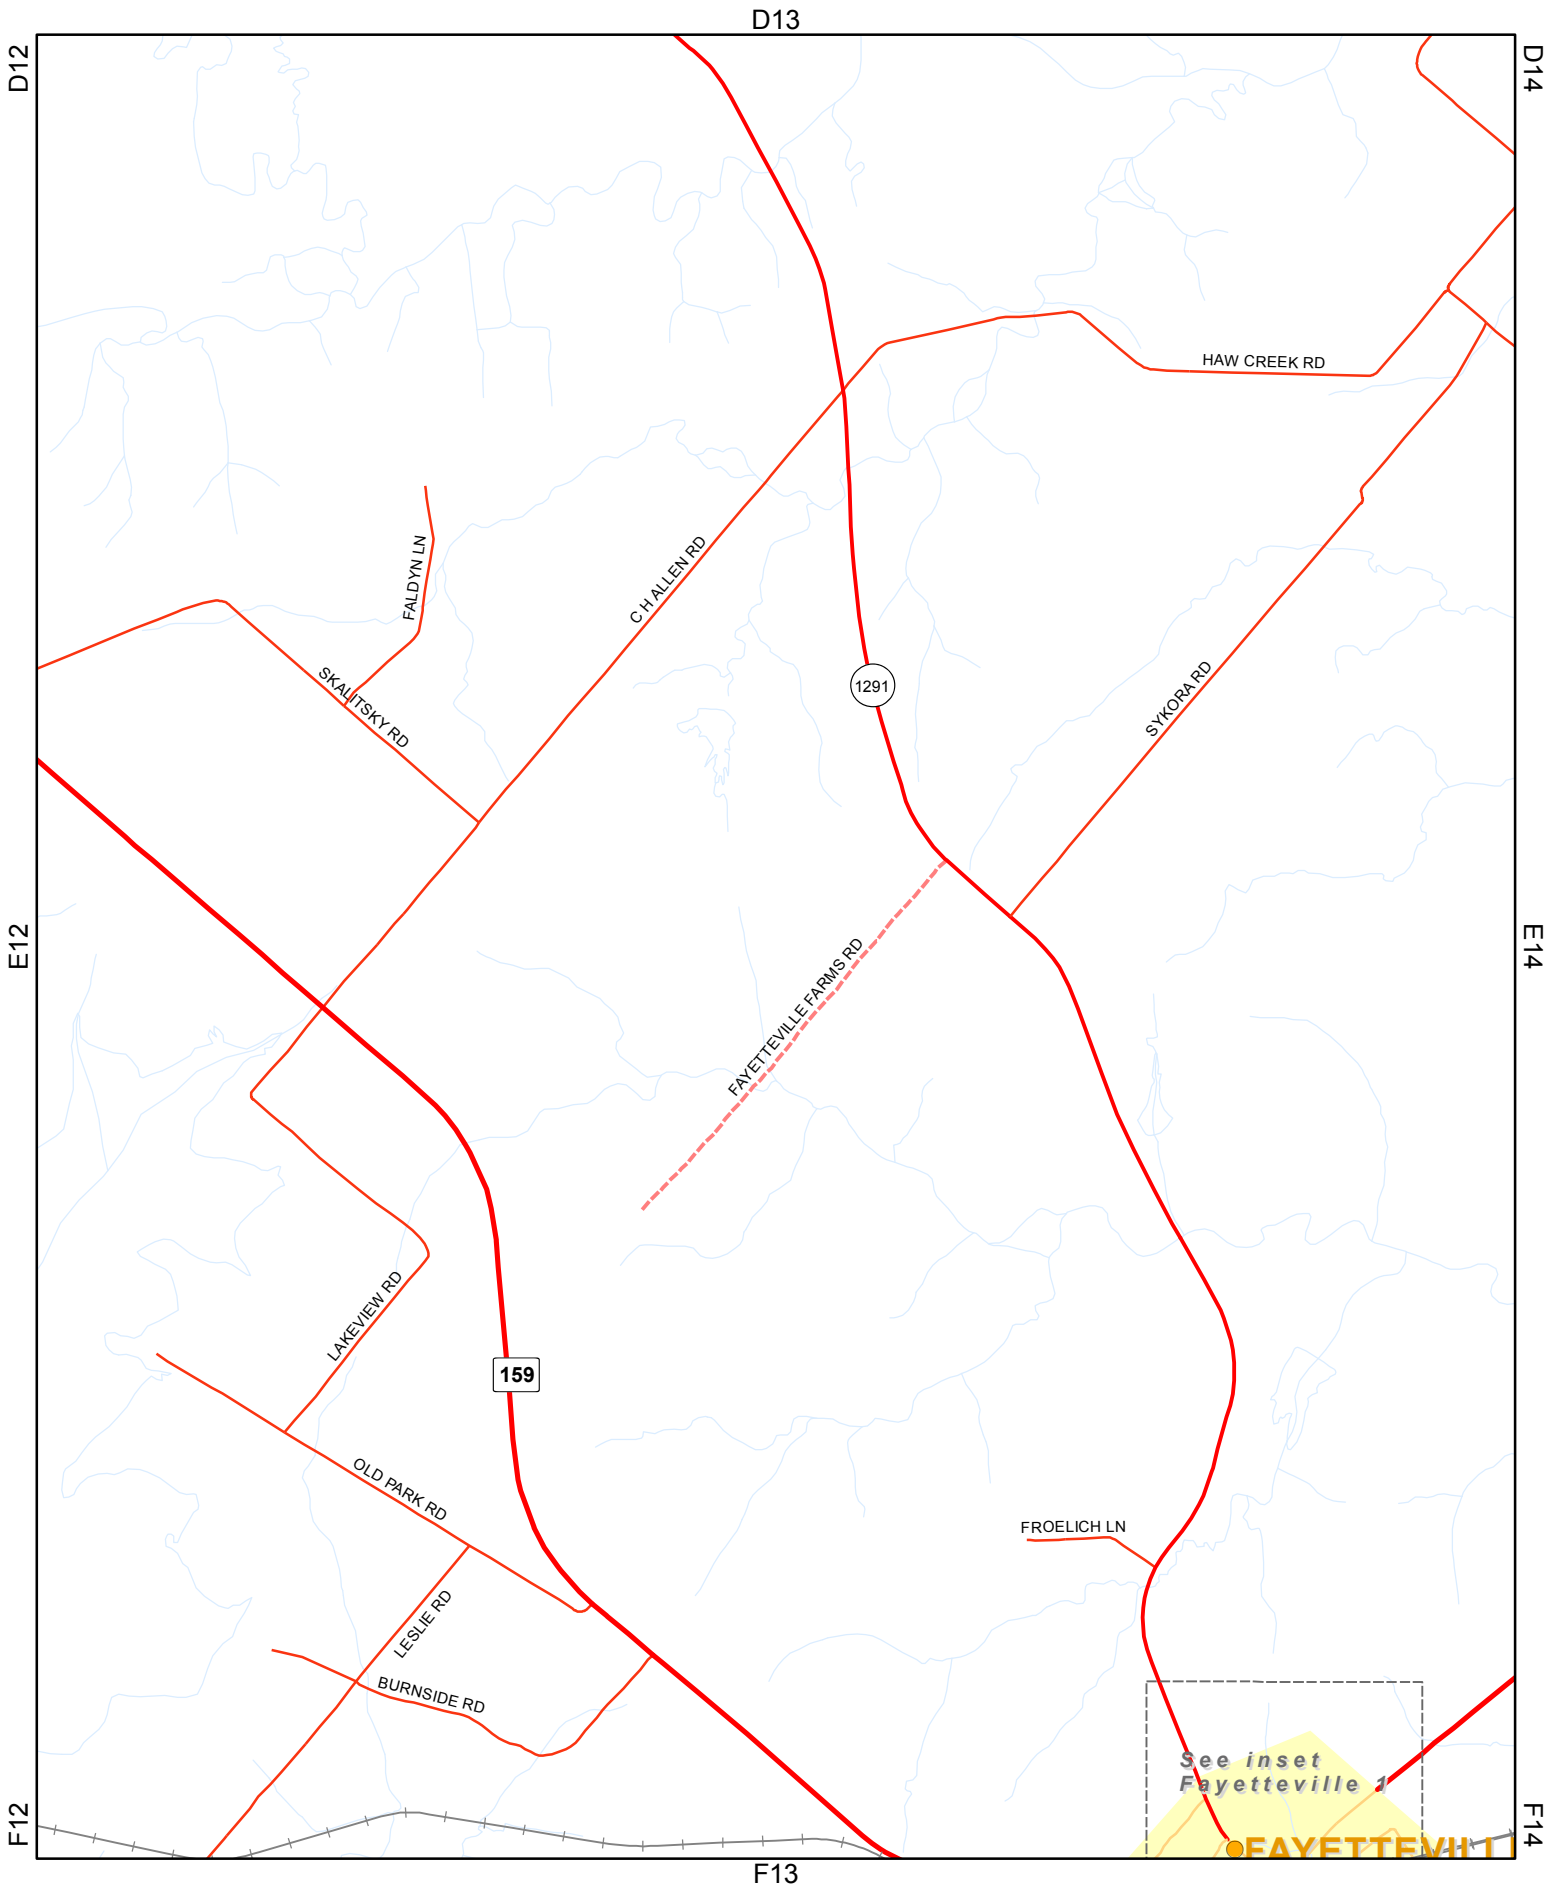 D13
D12
D14
HAW CREEK RD
FALDYN LN
C H ALLEN RD
SKALITSKY RD
1291
SYKORA RD
E12
E14
FAYETTEVILLE FARMS RD
LAKEVIEW RD
159
OLD PARK RD
FROELICH LN
LESLIE RD
BURNSIDE RD
See inset
Fayetteville 1
F12
F14
FAYETTEVILL
F13